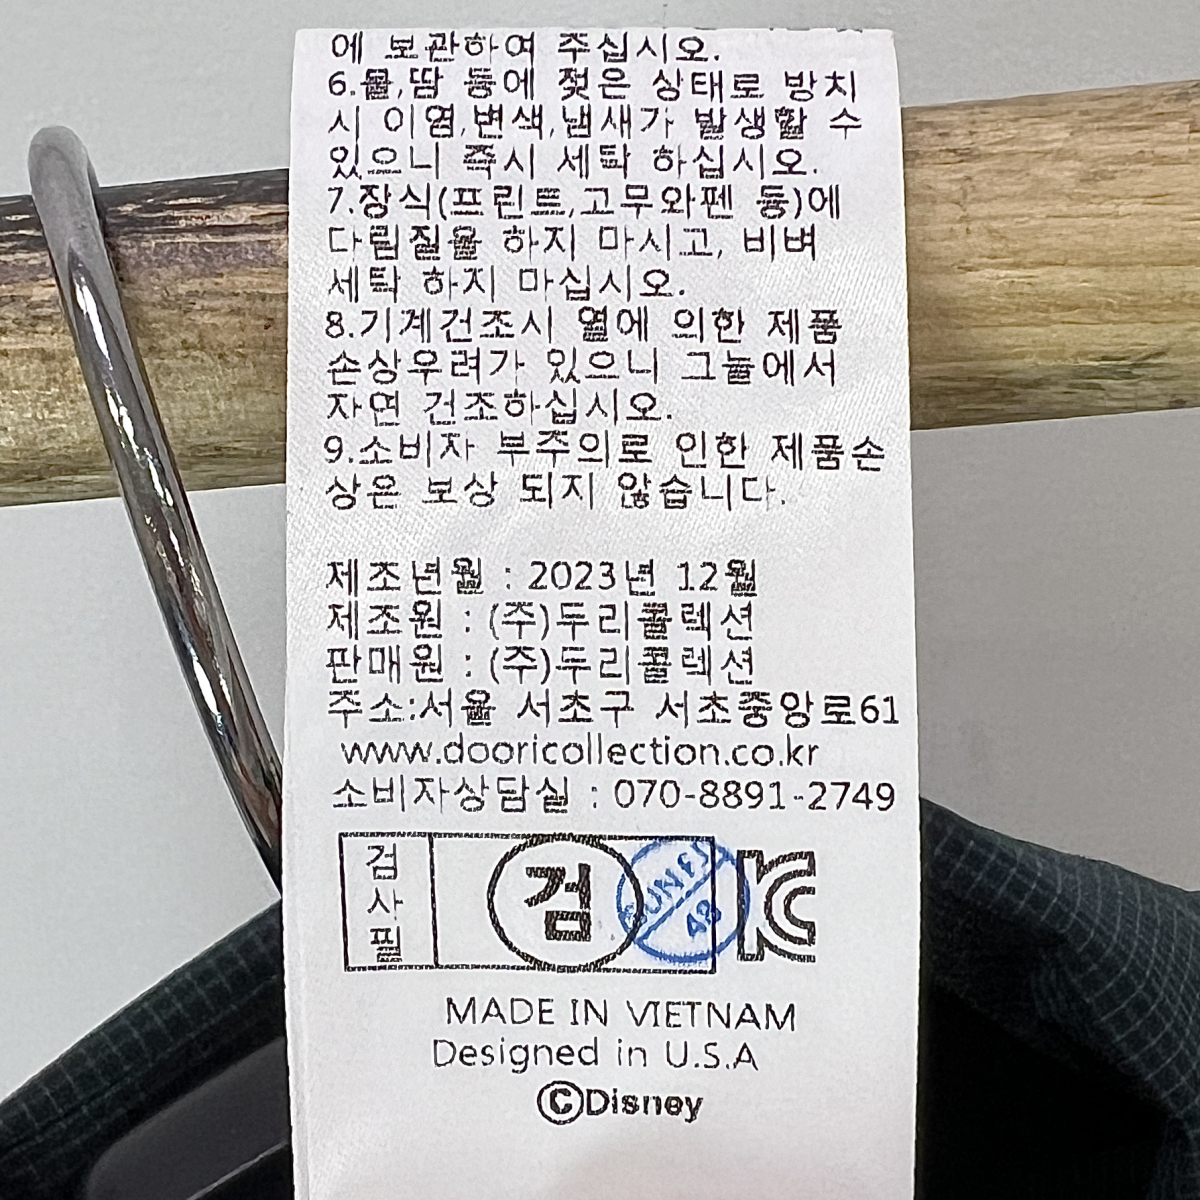 에 보관하여 주십시오.
6.물,땀 등에 젖은 상태로 방치
시 이염,변색,냄새가 발생할 수
있으니 즉시 세탁 하십시오.
7.장식(프린트,고무와펜 등)에
다림질을 하지 마시고, 비벼
세탁 하지 마십시오.
8.기계건조시 열에 의한 제품
손상우려가 있으니 그늘에서
자연 건조하십시오.
9.소비자 부주의로 인한 제품손
상은 보상 되지 않습니다.
제조년월 : 2023년 12월
제조원 : (주)두리콜렉션
판매원 : (주)두리콜렉션
주소:서울 서초구 서초중앙로61
www.dooricollection.co.kr
소비자상담실 : 070-8891-2749
검사필
검
48
KC
MADE IN VIETNAM
Designed in U.S.A
©Disney